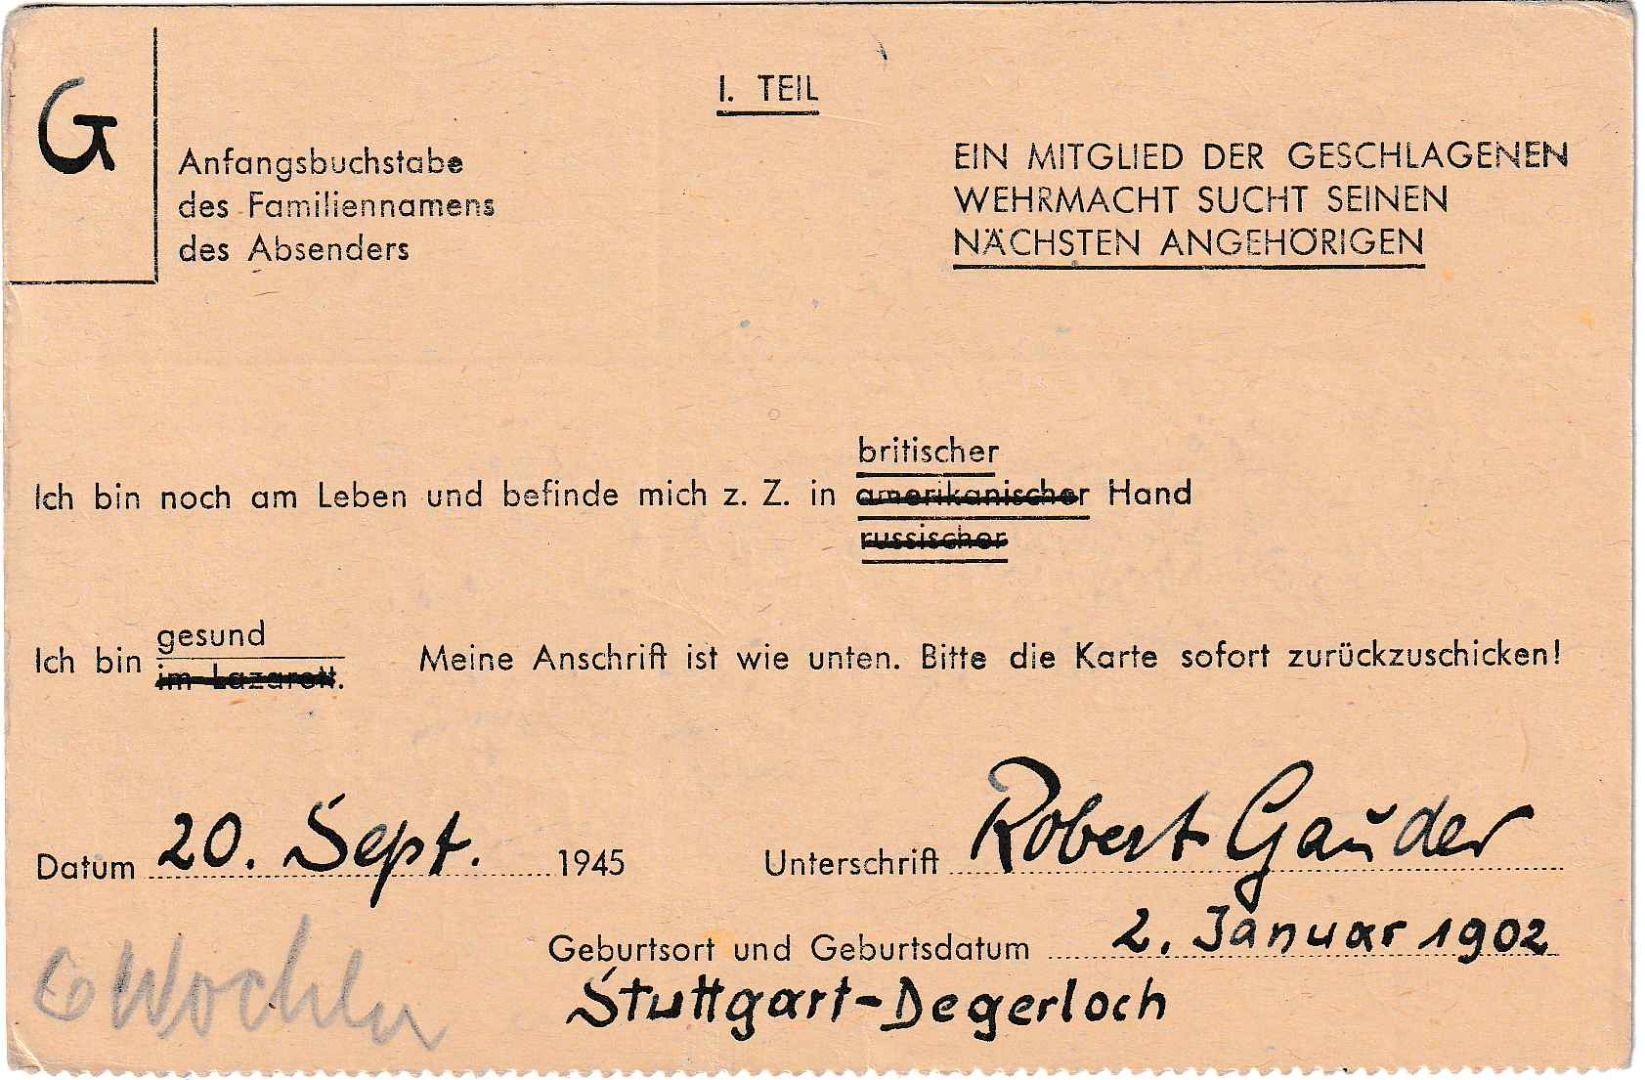 G
I. TEIL
Anfangsbuchstabe
des Familiennamens
des Absenders
EIN MITGLIED DER GESCHLAGENEN
WEHRMACHT SUCHT SEINEN
NÄCHSTEN ANGEHÖRIGEN
britischer
Ich bin noch am Leben und befinde mich z. Z. in amerikanischer Hand
russischer
gesund
Ich bin
im Lazarett.
Meine Anschrift ist wie unten. Bitte die Karte sofort zurückzuschicken!
Datum 20. Sept. 1945
Unterschrift Robert Gauder
Geburtsort und Geburtsdatum 2. Januar 1902
Stuttgart-Degerloch